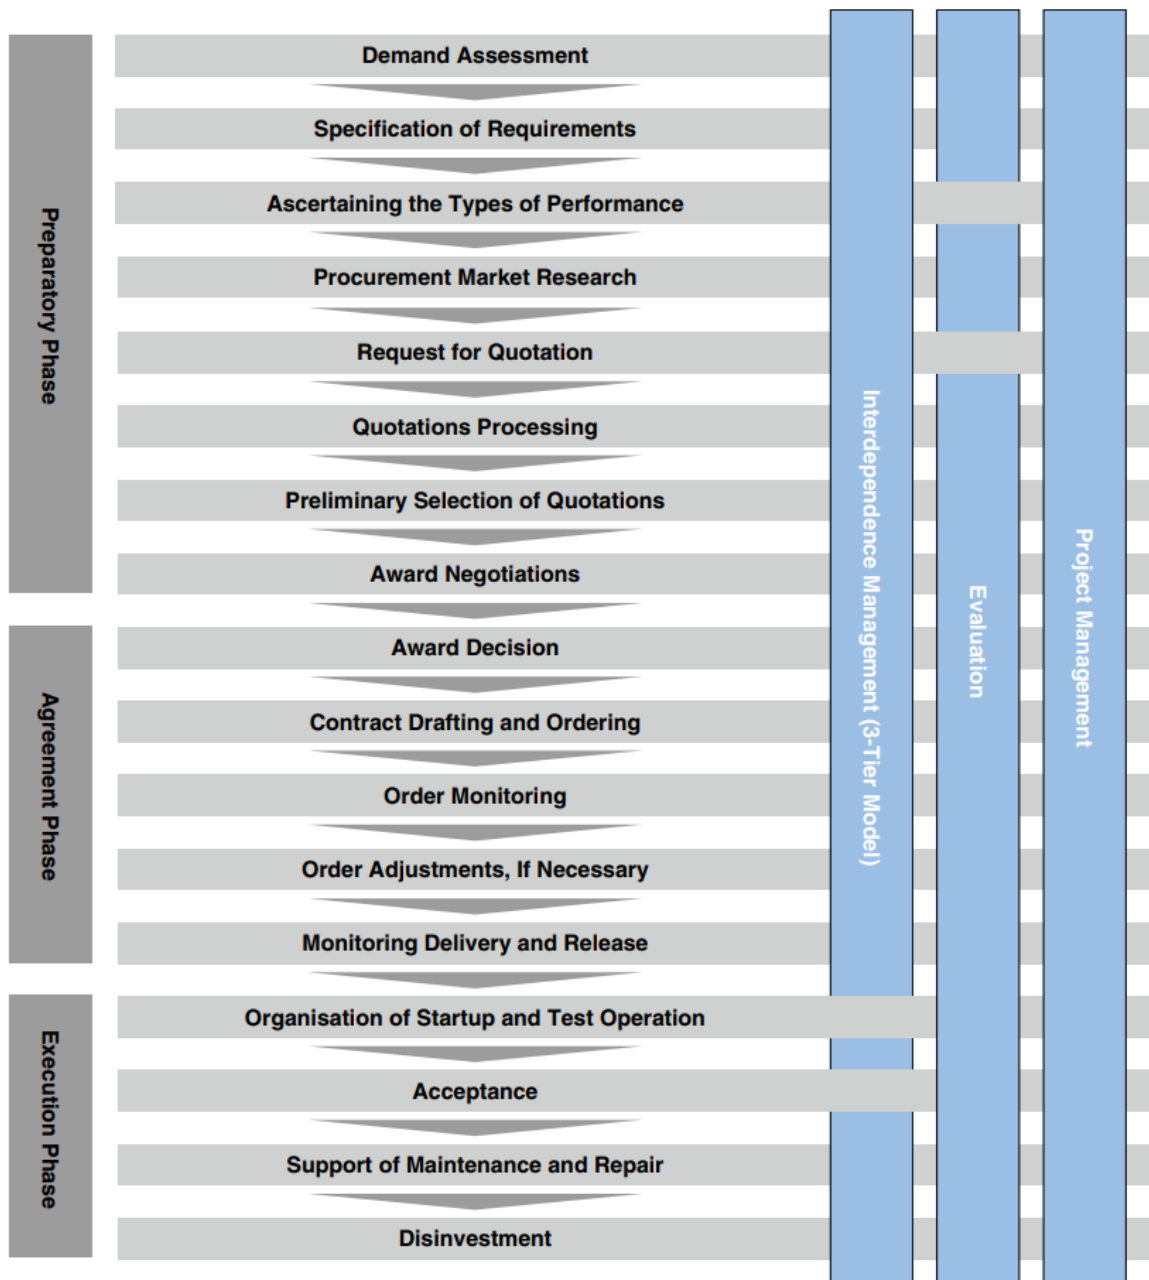 Preparatory Phase
Demand Assessment
Specification of Requirements
Ascertaining the Types of Performance
Procurement Market Research
Request for Quotation
Quotations Processing
Preliminary Selection of Quotations
Award Negotiations
Agreement Phase
Award Decision
Contract Drafting and Ordering
Order Monitoring
Order Adjustments, If Necessary
Monitoring Delivery and Release
Execution Phase
Organisation of Startup and Test Operation
Acceptance
Support of Maintenance and Repair
Disinvestment
Interdependence Management (3-Tier Model)
Evaluation
Project Management